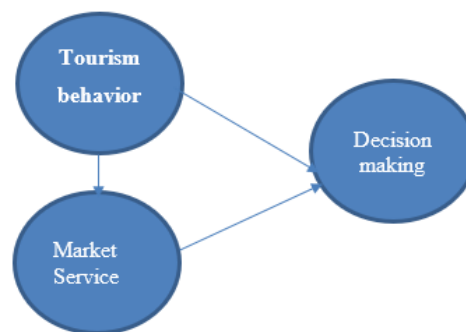 Tourism
behavior
Decision
making
Market
Service